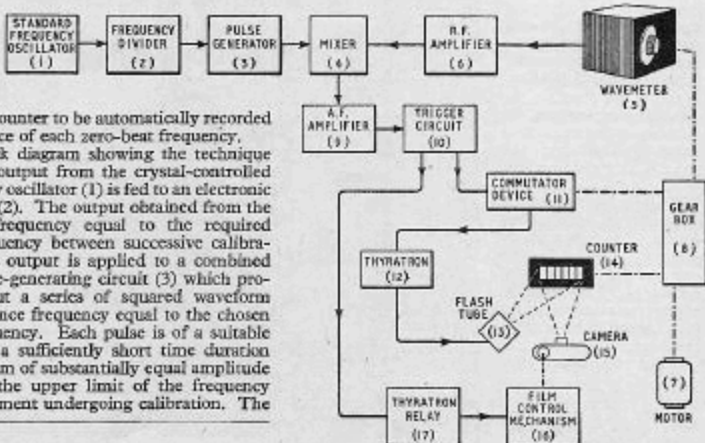 STANDARD
FREQUENCY
OSCILLATOR
(1)
FREQUENCY
DIVIDER
(2)
PULSE
GENERATOR
(3)
MIXER
(4)
R.F.
AMPLIFIER
(6)
WAVEMETER
(5)
A.F.
AMPLIFIER
(9)
TRIGGER
CIRCUIT
(10)
COMMUTATOR
DEVICE (11)
GEAR
BOX
(8)
THYRATRON
(12)
COUNTER
(14)
FLASH
TUBE
(13)
CAMERA
(15)
(7)
MOTOR
THYRATRON
RELAY
(17)
FILM
CONTROL
MECHANISM
(16)
ounter to be automatically recorded
ce of each zero-beat frequency.
k diagram showing the technique
output from the crystal-controlled
y oscillator (1) is fed to an electronic
(2). The output obtained from the
frequency equal to the required
quency between successive calibra-
output is applied to a combined
e-generating circuit (3) which pro-
ut a series of squared waveform
nce frequency equal to the chosen
uency. Each pulse is of a suitable
a sufficiently short time duration
um of substantially equal amplitude
the upper limit of the frequency
ment undergoing calibration. The